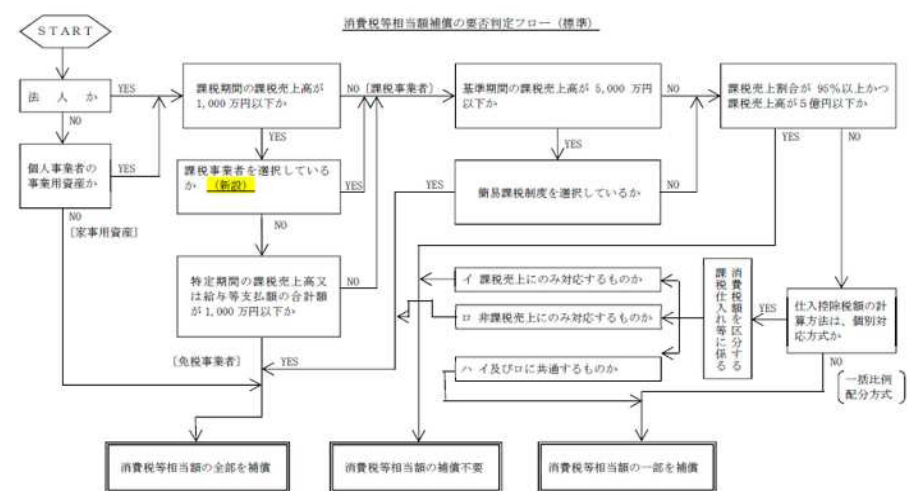 消費税等相当額補償の要否判定フロー（標準）
START
法人か
YES
NO
個人事業者の
事業用資産か
YES
NO
〔家事用資産〕
課税期間の課税売上高が
1,000万円以下か
NO〔課税事業者〕
YES
課税事業者を選択している
か　（新設）
YES
NO
特定期間の課税売上高又
は給与等支払額の合計額
が1,000万円以下か
NO
YES
〔免税事業者〕
基準期間の課税売上高が 5,000 万円
以下か
NO
YES
簡易課税制度を選択しているか
YES
NO
課税売上割合が 95％以上かつ
課税売上高が５億円以下か
YES
NO
仕入控除税額の計
算方法は、個別対
応方式か
YES
NO
〔一括比例
配分方式〕
課税仕入れ等に係る
消費税額を区分する
イ 課税売上にのみ対応するものか
ロ 非課税売上にのみ対応するものか
ハ イ及びロに共通するものか
消費税等相当額の全部を補償
消費税等相当額の補償不要
消費税等相当額の一部を補償